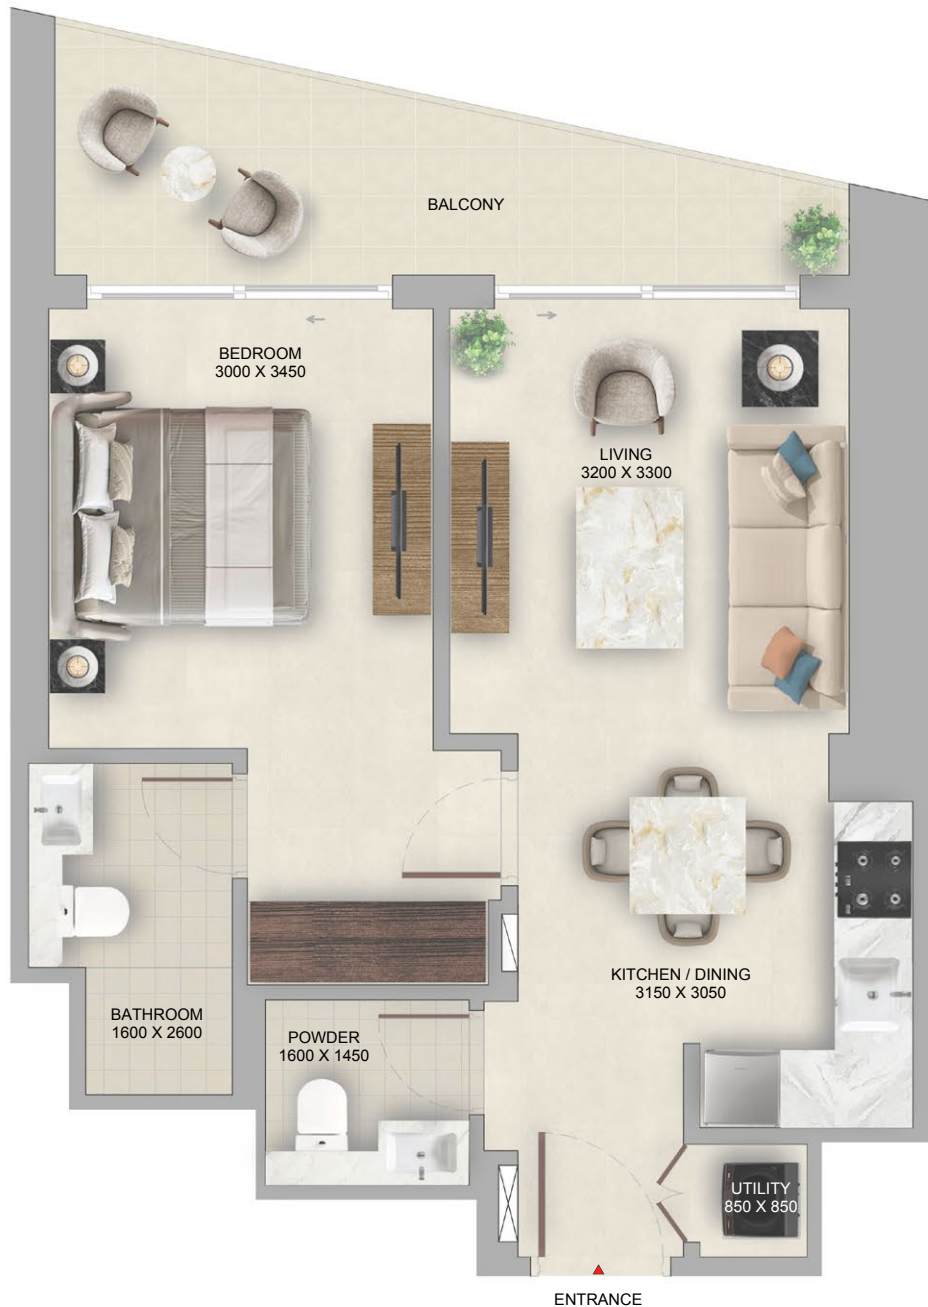 BALCONY
BEDROOM
3000 X 3450
LIVING
3200 X 3300
KITCHEN / DINING
3150 X 3050
BATHROOM
1600 X 2600
POWDER
1600 X 1450
UTILITY
850 X 850
ENTRANCE